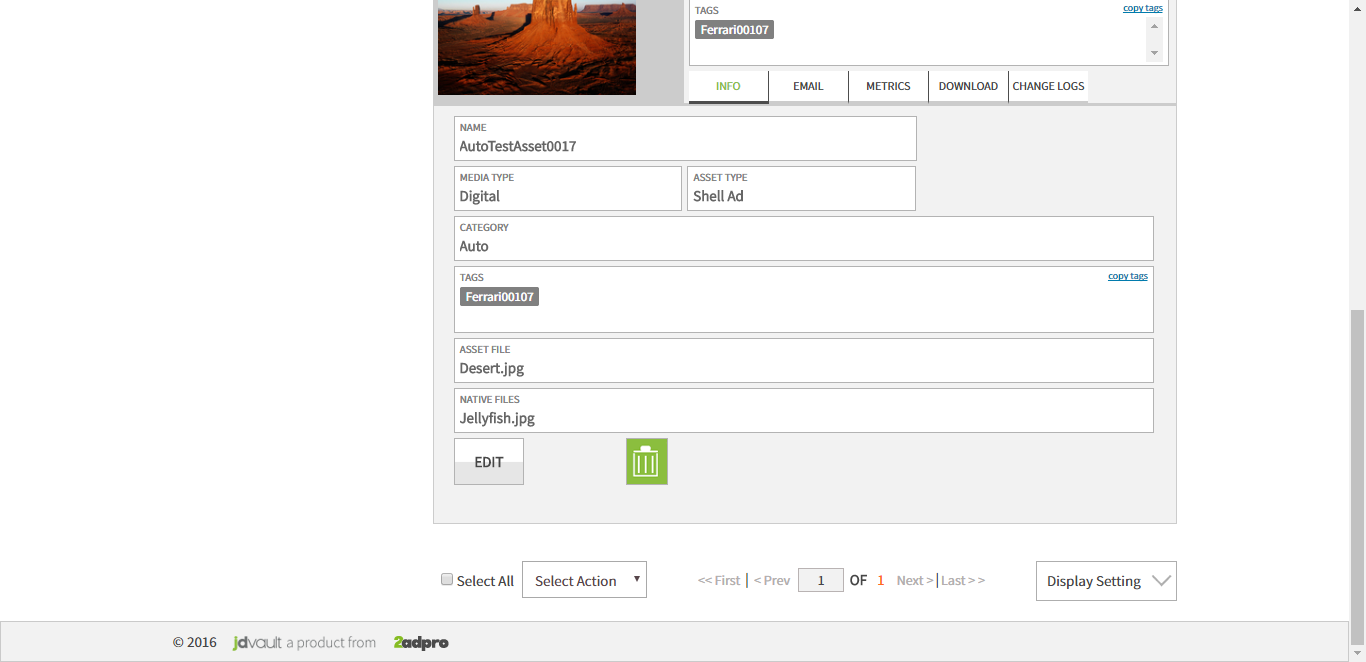 TAGS
copy tags
Ferrari00107
INFO
EMAIL
METRICS
DOWNLOAD
CHANGE LOGS
NAME
AutoTestAsset0017
MEDIA TYPE
Digital
ASSET TYPE
Shell Ad
CATEGORY
Auto
TAGS
copy tags
Ferrari00107
ASSET FILE
Desert.jpg
NATIVE FILES
Jellyfish.jpg
EDIT
Select All
Select Action
<< First | < Prev 1 OF 1 Next > | Last > >
Display Setting
© 2016 jdvault a product from 2adpro